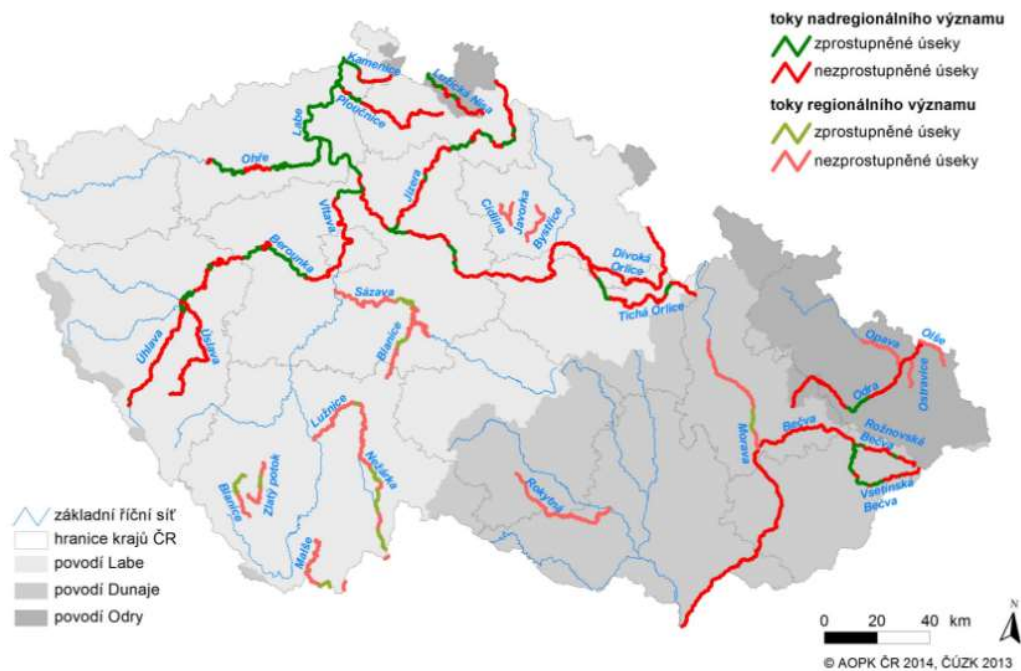 toky nadregionálního významu
zprostupněné úseky
nezprostupněné úseky
toky regionálního významu
zprostupněné úseky
nezprostupněné úseky
Kamenice
Lužická Nisa
Ploučnice
Labe
Ohře
Jizera
Cidlina
Javorka
Bystřice
Vltava
Berounka
Divoká
Orlice
Tichá Orlice
Sázava
Blanice
Úhlava
Úslava
Opava
Olše
Ostravice
Odra
Lužnice
Nežárka
Morava
Bečva
Rožnovská
Bečva
Vsetínská
Bečva
Blanice
Zlatý potok
Rokytná
Malše
základní říční síť
hranice krajů ČR
povodí Labe
povodí Dunaje
povodí Odry
N
0 20 40 km
© AOPK ČR 2014, ČÚZK 2013